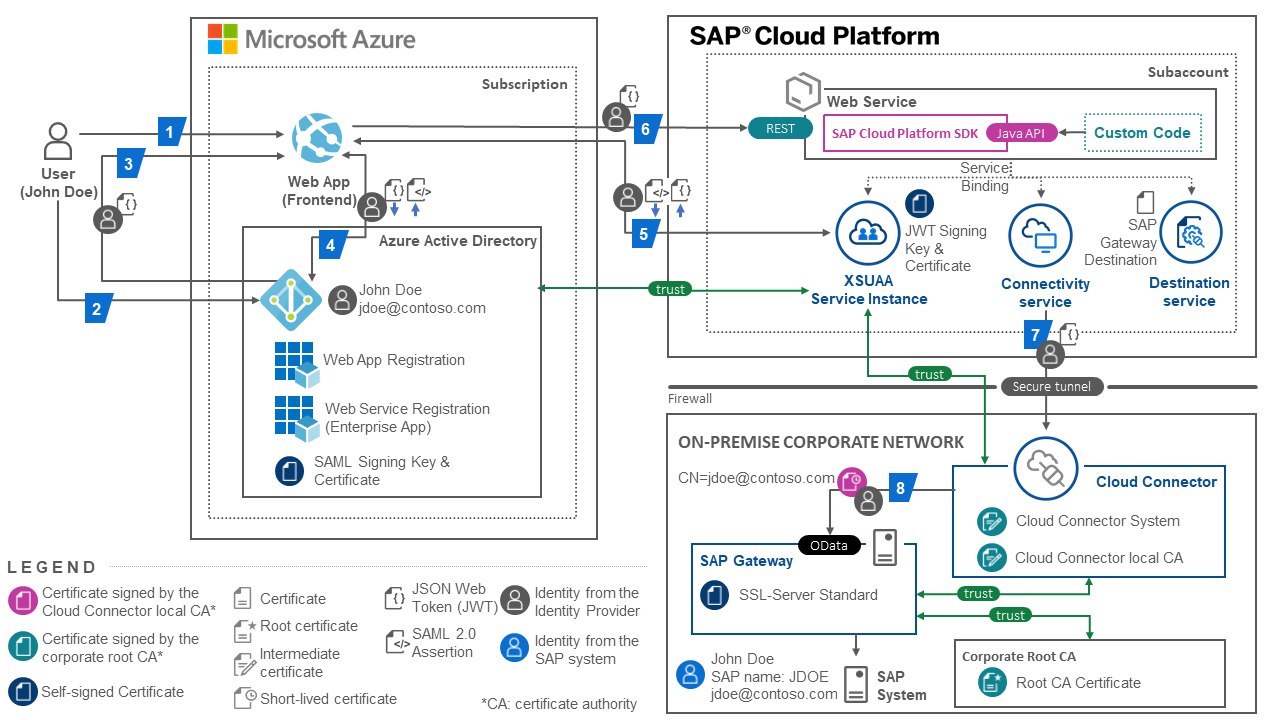 Microsoft Azure
Subscription
1
3
User
(John Doe)
2
Web App
(Frontend)
4
Azure Active Directory
John Doe
jdoe@contoso.com
Web App Registration
Web Service Registration
(Enterprise App)
SAML Signing Key &
Certificate
6
5
trust
SAP® Cloud Platform
Subaccount
Web Service
REST
SAP Cloud Platform SDK
Java API
Custom Code
Service
Binding
JWT Signing
Key &
Certificate
XSUAA
Service Instance
Connectivity
service
SAP
Gateway
Destination
Destination
service
7
trust
Secure tunnel
Firewall
ON-PREMISE CORPORATE NETWORK
CN=jdoe@contoso.com
8
Cloud Connector
Cloud Connector System
Cloud Connector local CA
OData
SAP Gateway
SSL-Server Standard
trust
trust
John Doe
SAP name: JDOE
jdoe@contoso.com
SAP
System
Corporate Root CA
Root CA Certificate
LEGEND
Certificate signed by the
Cloud Connector local CA*
Certificate signed by the
corporate root CA*
Self-signed Certificate
Certificate
Root certificate
Intermediate
certificate
Short-lived certificate
JSON Web
Token (JWT)
SAML 2.0
Assertion
Identity from the
Identity Provider
Identity from the
SAP system
*CA: certificate authority